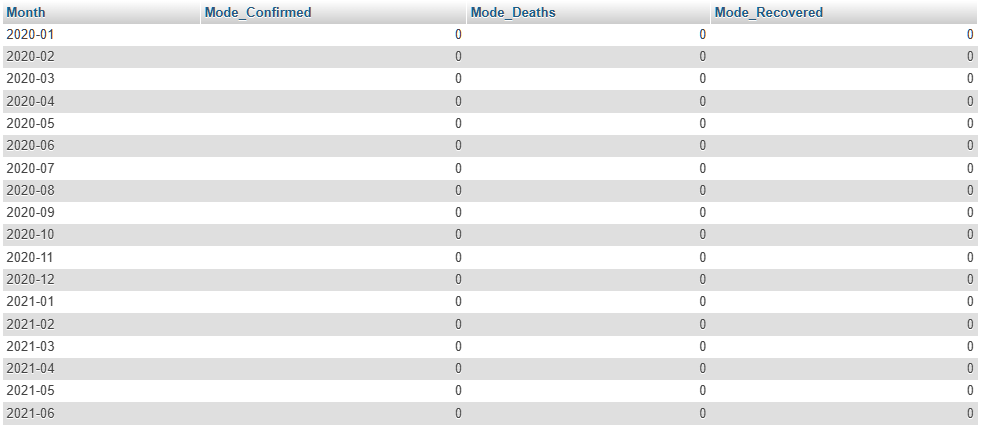 Month Mode_Confirmed Mode_Deaths Mode_Recovered
2020-01 0 0 0
2020-02 0 0 0
2020-03 0 0 0
2020-04 0 0 0
2020-05 0 0 0
2020-06 0 0 0
2020-07 0 0 0
2020-08 0 0 0
2020-09 0 0 0
2020-10 0 0 0
2020-11 0 0 0
2020-12 0 0 0
2021-01 0 0 0
2021-02 0 0 0
2021-03 0 0 0
2021-04 0 0 0
2021-05 0 0 0
2021-06 0 0 0